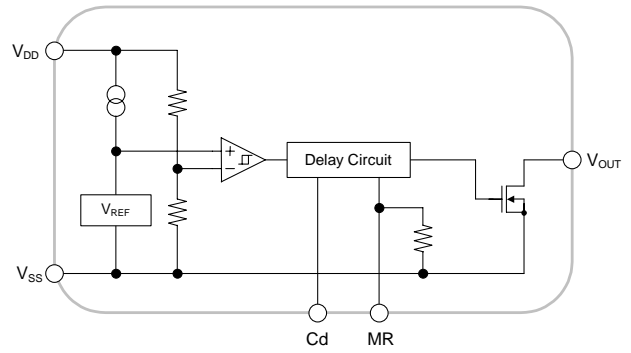 VDD
+
−
Delay Circuit
VOUT
VREF
VSS
Cd
MR